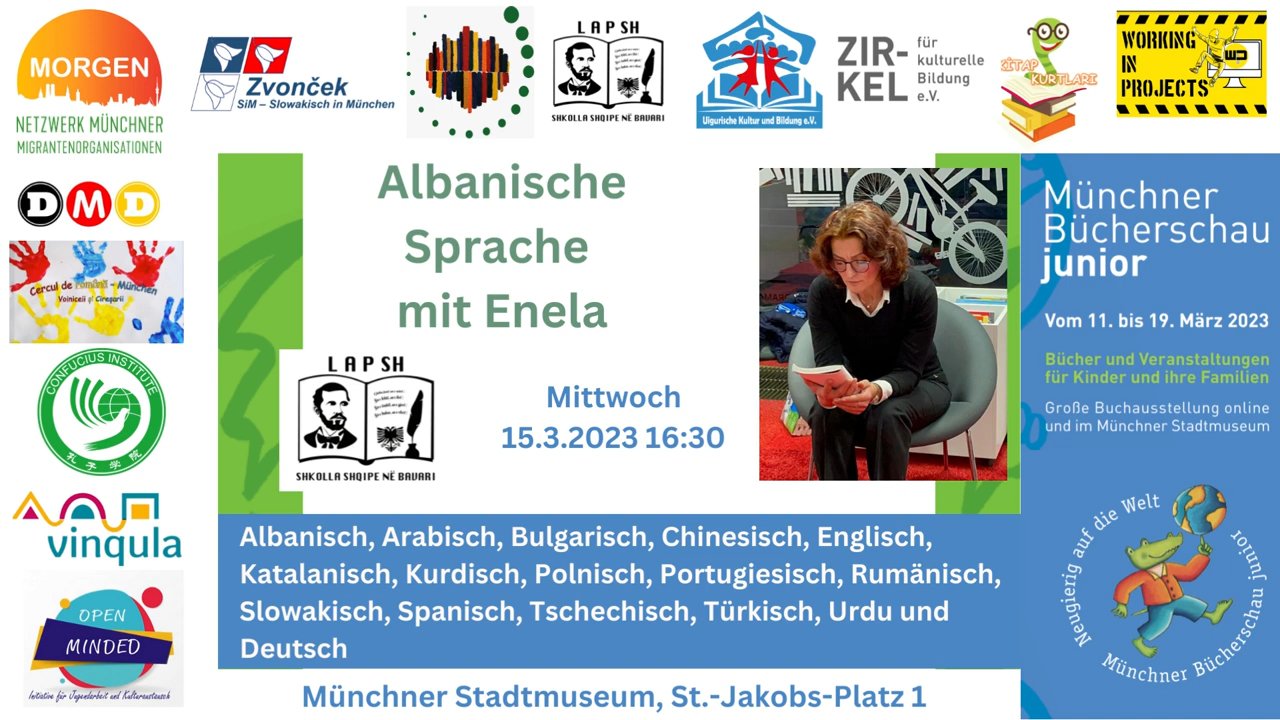 MORGEN
NETZWERK MÜNCHNER
MIGRANTENORGANISATIONEN
Zvonček
SiM – Slowakisch in München
LAPSH
SHKOLLA SHQIPE NË BAVARI
Uigurische Kultur und Bildung e.V.
ZIR-
KEL
für
kulturelle
Bildung
e.V.
KİTAP
KURTLARI
WORKING
IN
PROJECTS
WP
DMD
Cercul de Română - München
Voiniceii și Cireșarii
CONFUCIUS INSTITUTE
孔子学院
vinqula
OPEN
MINDED
Initiative für Jugendarbeit und Kulturaustausch
Albanische
Sprache
mit Enela
LAPSH
SHKOLLA SHQIPE NË BAVARI
Mittwoch
15.3.2023 16:30
Albanisch, Arabisch, Bulgarisch, Chinesisch, Englisch,
Katalanisch, Kurdisch, Polnisch, Portugiesisch, Rumänisch,
Slowakisch, Spanisch, Tschechisch, Türkisch, Urdu und
Deutsch
Münchner Stadtmuseum, St.-Jakobs-Platz 1
Münchner
Bücherschau
junior
Vom 11. bis 19. März 2023
Bücher und Veranstaltungen
für Kinder und ihre Familien
Große Buchausstellung online
und im Münchner Stadtmuseum
Neugierig auf die Welt
Münchner Bücherschau junior